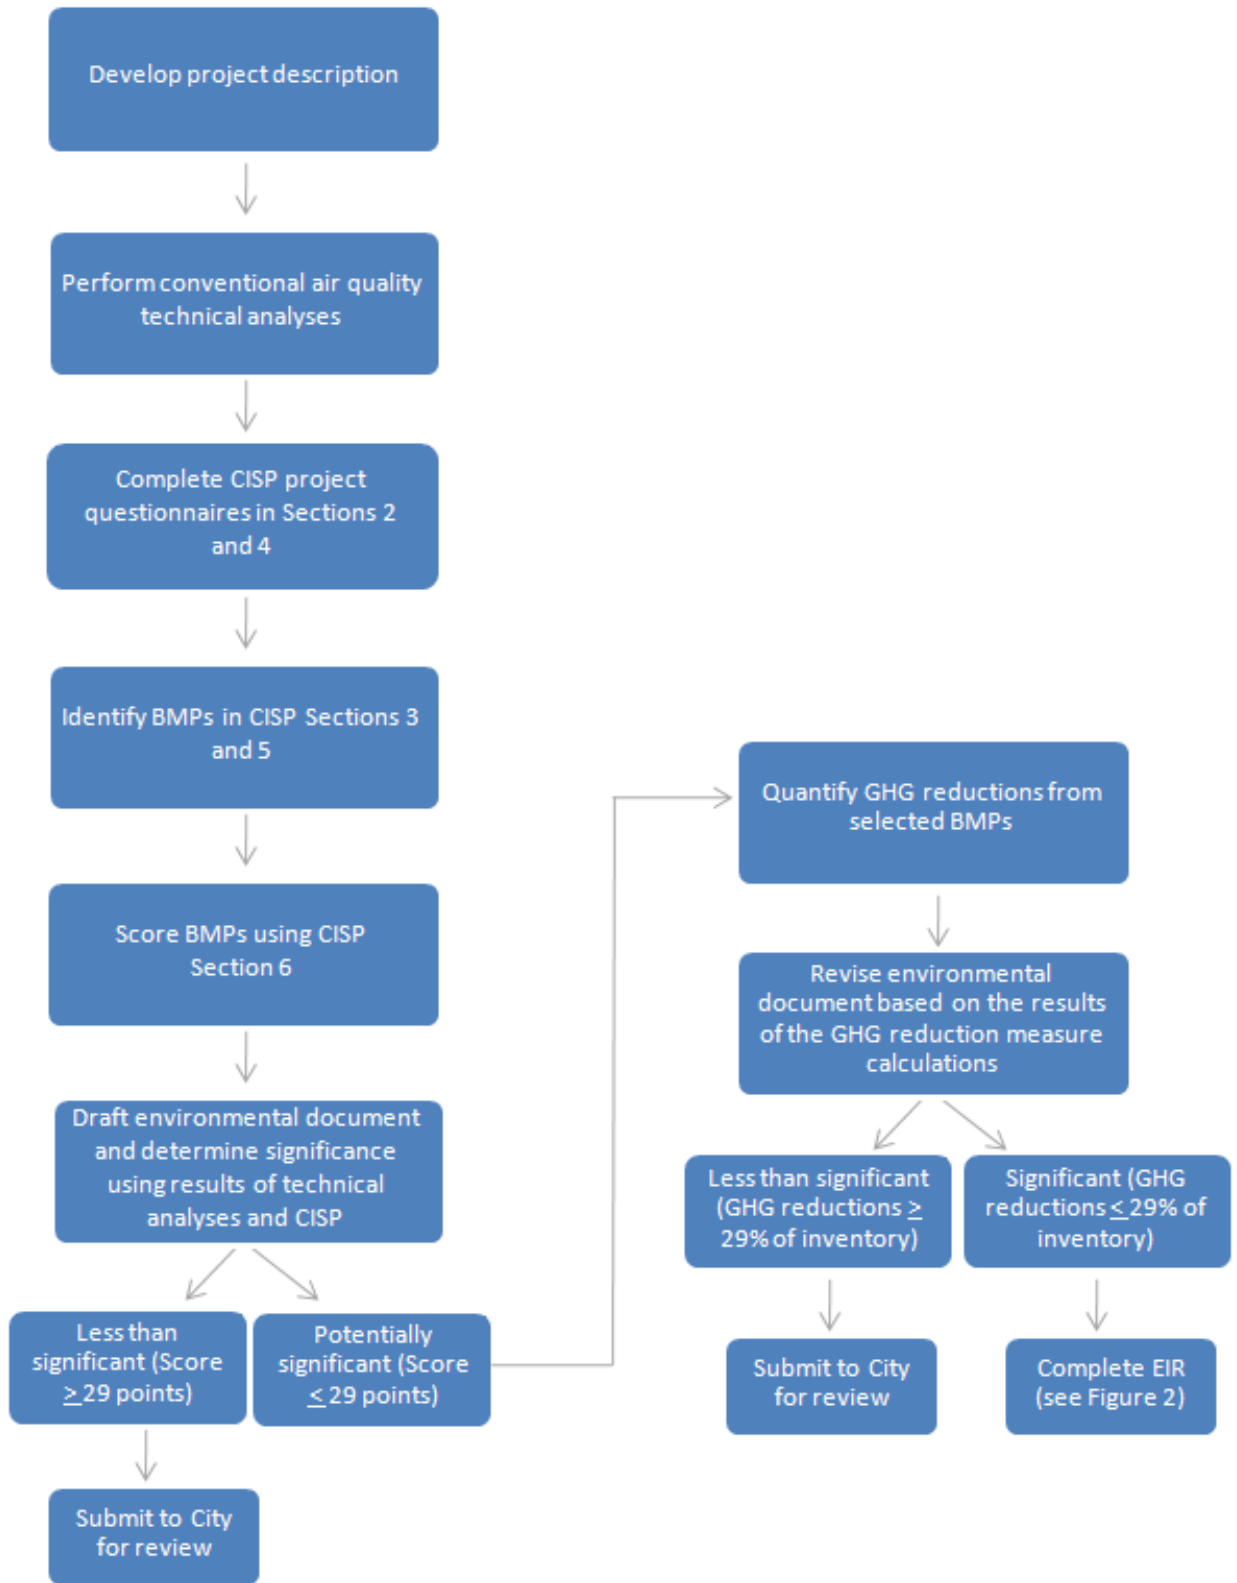 Develop project description
Perform conventional air quality
technical analyses
Complete CISP project
questionnaires in Sections 2
and 4
Identify BMPs in CISP Sections 3
and 5
Score BMPs using CISP
Section 6
Draft environmental document
and determine significance
using results of technical
analyses and CISP
Less than
significant (Score
≥ 29 points)
Potentially
significant (Score
≤ 29 points)
Submit to City
for review
Quantify GHG reductions from
selected BMPs
Revise environmental
document based on the results
of the GHG reduction measure
calculations
Less than significant
(GHG reductions ≥
29% of inventory)
Significant (GHG
reductions ≤ 29% of
inventory)
Submit to City
for review
Complete EIR
(see Figure 2)